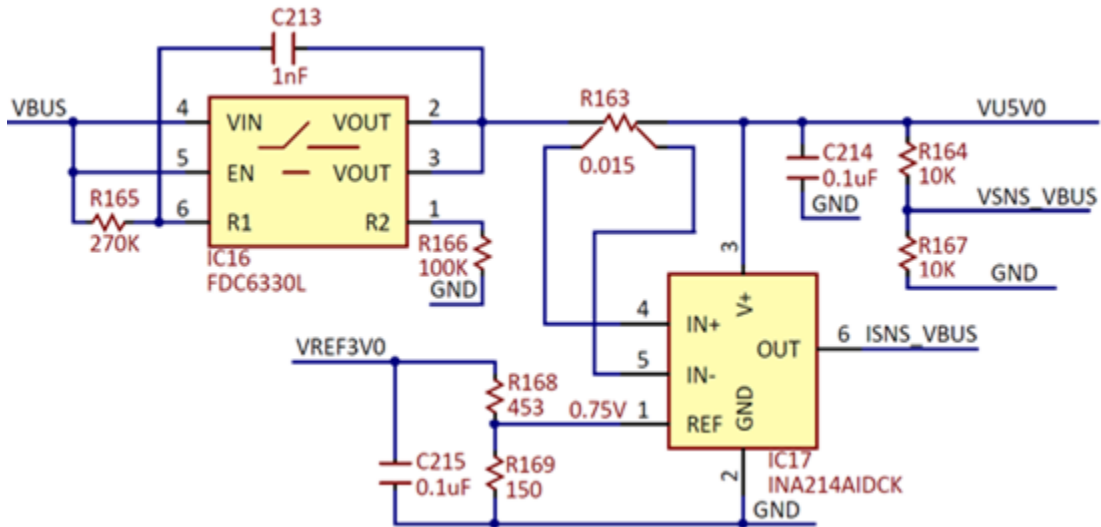 C213
1nF
VBUS
4
VIN
VOUT
2
5
EN
VOUT
3
R165
270K
6
R1
R2
1
IC16
FDC6330L
R166
100K
GND
R163
0.015
VU5V0
C214
0.1uF
GND
R164
10K
VSNS_VBUS
R167
10K
GND
3
V+
4
IN+
5
IN-
OUT
6
ISNS_VBUS
VREF3V0
R168
453
0.75V
1
REF
GND
C215
0.1uF
R169
150
2
IC17
INA214AIDCK
GND